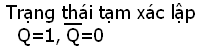 Trạng thái tạm xác lập
Q=1, Q̅=0